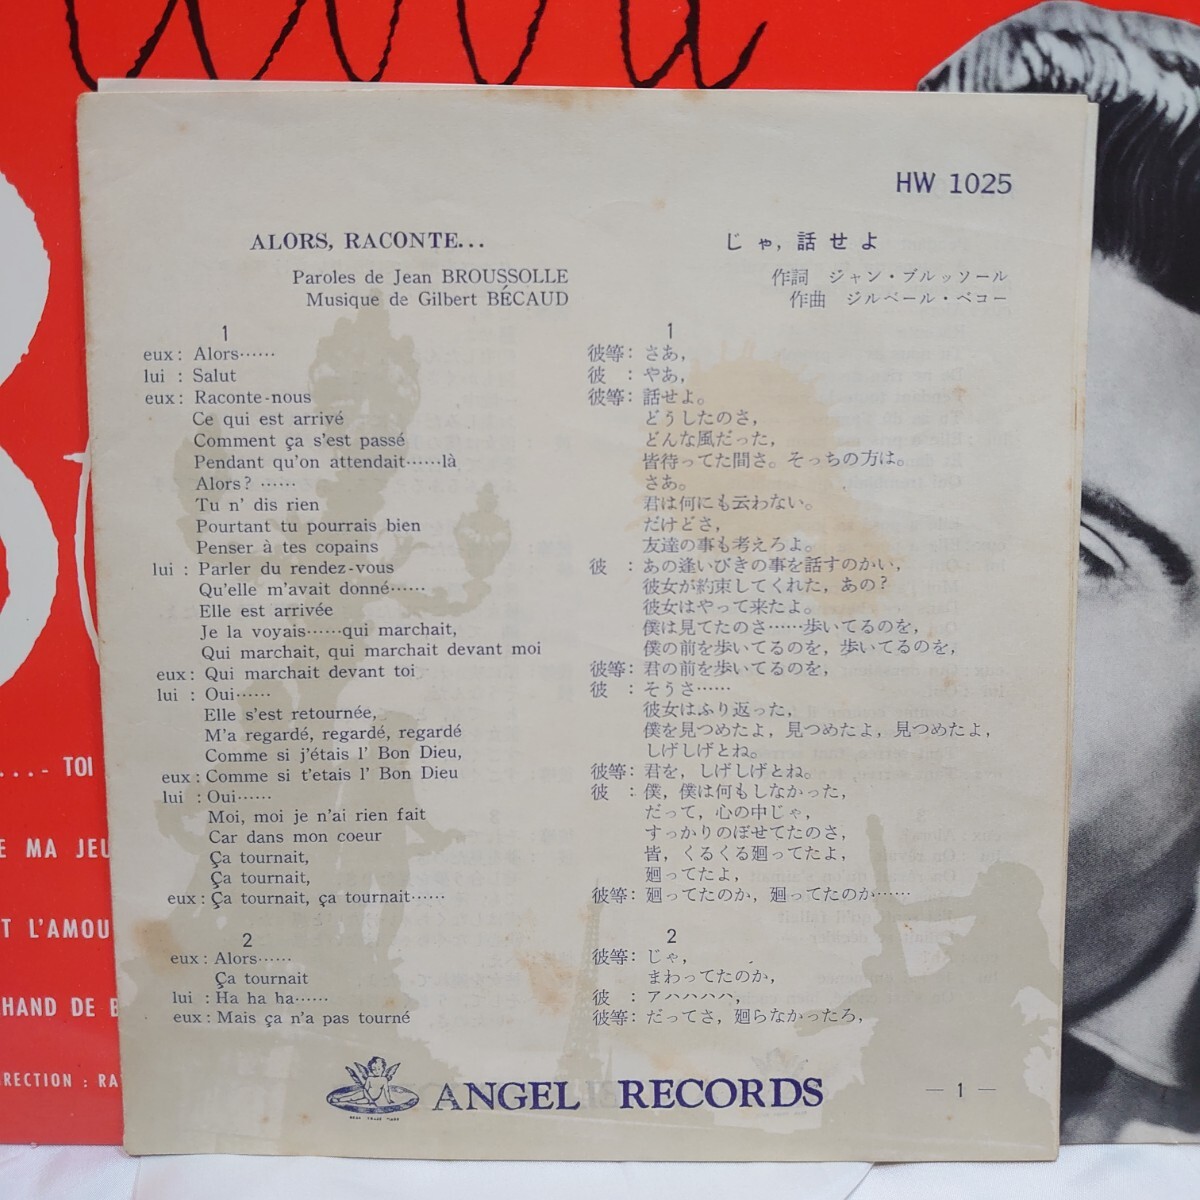 HW 1025
ALORS, RACONTE...
Paroles de Jean BROUSSOLLE
Musique de Gilbert BÉCAUD
1
eux: Alors……
lui : Salut
eux: Raconte-nous
Ce qui est arrivé
Comment ça s'est passé
Pendant qu'on attendait……là
Alors? ……
Tu n' dis rien
Pourtant tu pourrais bien
Penser à tes copains
lui : Parler du rendez-vous
Qu'elle m'avait donné……
Elle est arrivée
Je la voyais……qui marchait,
Qui marchait, qui marchait devant moi
eux: Qui marchait devant toi
lui : Oui……
Elle s'est retournée,
M'a regardé, regardé, regardé
Comme si j'étais l' Bon Dieu,
eux: Comme si t'etais l' Bon Dieu
lui : Oui……
Moi, moi je n'ai rien fait
Car dans mon coeur
Ça tournait,
Ça tournait,
eux: Ça tournait, ça tournait……
2
eux: Alors……
Ça tournait
lui : Ha ha ha……
eux: Mais ça n'a pas tourné
じゃ，話せよ
作詞 ジャン・ブルッソール
作曲 ジルベール・ベコー
1
彼等：さあ，
彼 ：やあ，
彼等：話せよ。
どうしたのさ，
どんな風だった，
皆待ってた間さ。そっちの方は。
さあ。
君は何にも云わない。
だけどさ，
友達の事も考えろよ。
彼 ：あの逢いびきの事を話すのかい，
彼女が約束してくれた，あの？
彼女はやって来たよ。
僕は見てたのさ……歩いてるのを，
僕の前を歩いてるのを，歩いてるのを，
彼等：君の前を歩いてるのを，
彼 ：そうさ……
彼女はふり返った，
僕を見つめたよ，見つめたよ，見つめたよ，
しげしげとね。
彼等：君を，しげしげとね。
彼 ：僕，僕は何もしなかった，
だって，心の中じゃ，
すっかりのぼせてたのさ，
皆，くるくる廻ってたよ，
廻ってたよ，
彼等：廻ってたのか，廻ってたのか……
2
彼等：じゃ，
まわってたのか，
彼 ：アハハハハ，
彼等：だってさ，廻らなかったろ，
ANGEL RECORDS
— 1 —
...- TOI
E MA JEU
T L'AMOU
HAND DE B
RECTION : RA